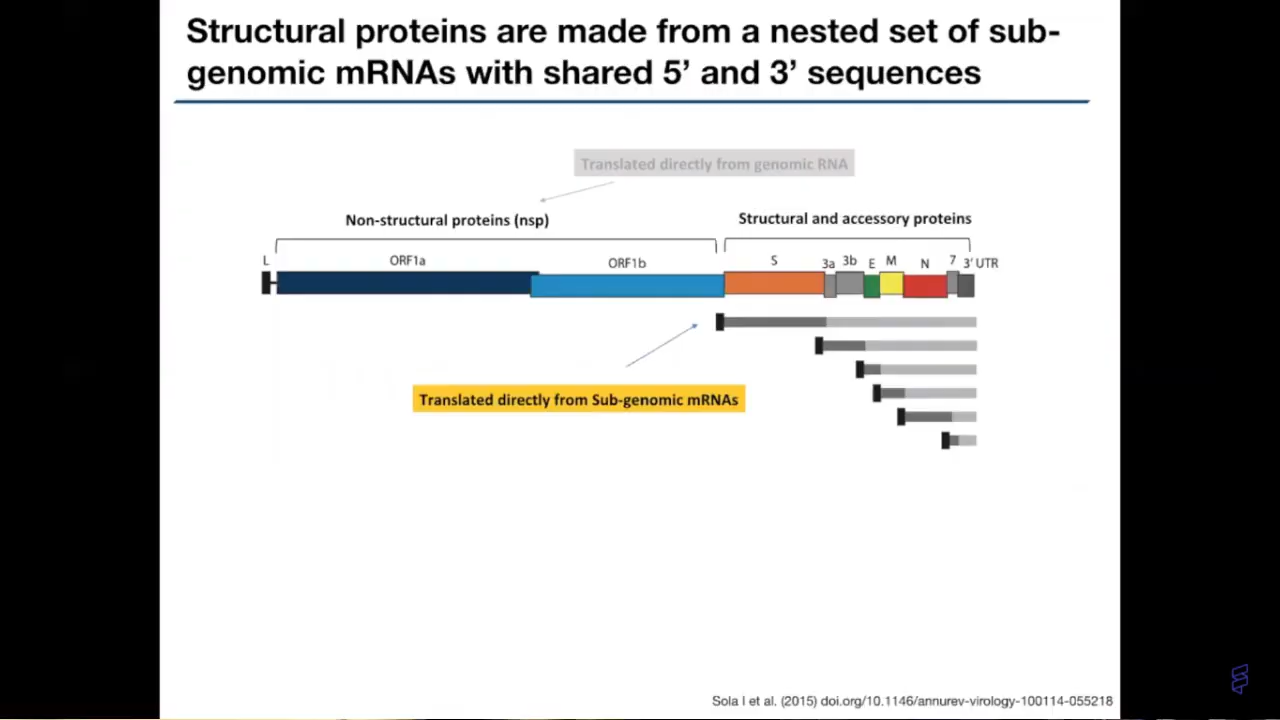 Structural proteins are made from a nested set of sub-
genomic mRNAs with shared 5’ and 3’ sequences
Translated directly from genomic RNA
Non-structural proteins (nsp)
Structural and accessory proteins
L
ORF1a
ORF1b
S
3a
3b
E
M
N
7
3’ UTR
Translated directly from Sub-genomic mRNAs
Sola I et al. (2015) doi.org/10.1146/annurev-virology-100114-055218